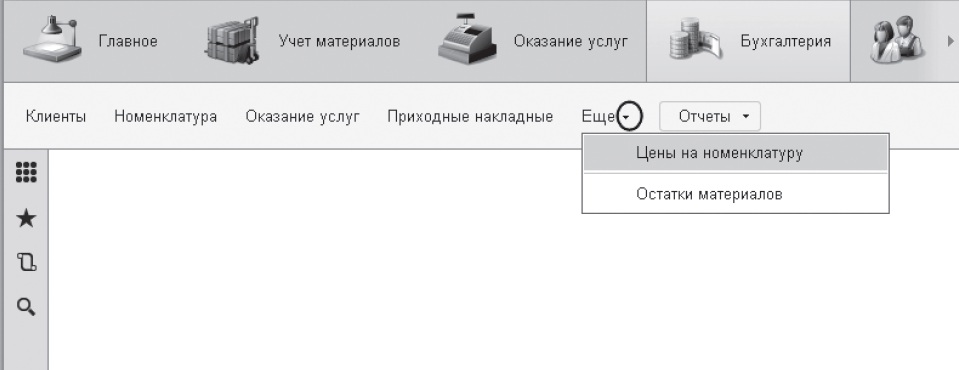 Главное Учет материалов Оказание услуг Бухгалтерия
Клиенты Номенклатура Оказание услуг Приходные накладные Еще Отчеты
Цены на номенклатуру
Остатки материалов